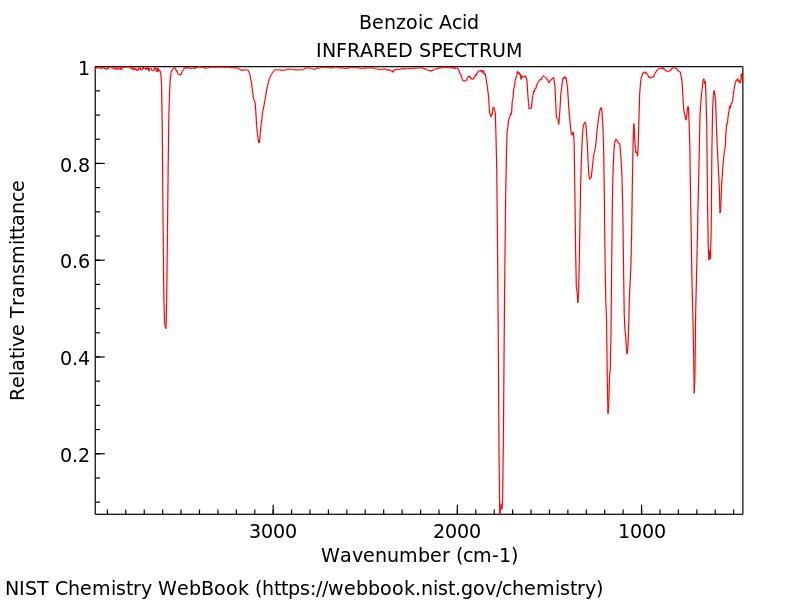 Benzoic Acid
INFRARED SPECTRUM
1
0.8
0.6
0.4
0.2
Relative Transmittance
3000 2000 1000
Wavenumber (cm-1)
NIST Chemistry WebBook (https://webbook.nist.gov/chemistry)